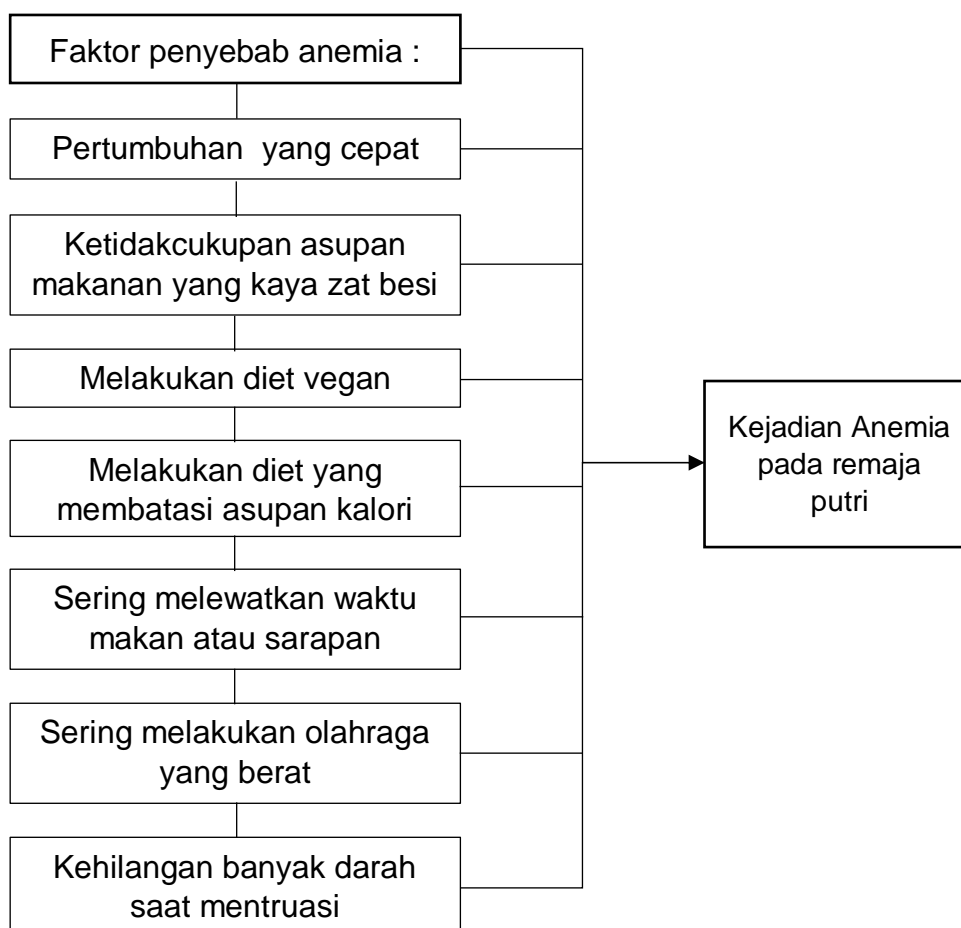 Faktor penyebab anemia :
Pertumbuhan yang cepat
Ketidakcukupan asupan
makanan yang kaya zat besi
Melakukan diet vegan
Melakukan diet yang
membatasi asupan kalori
Sering melewatkan waktu
makan atau sarapan
Sering melakukan olahraga
yang berat
Kehilangan banyak darah
saat mentruasi
Kejadian Anemia
pada remaja
putri